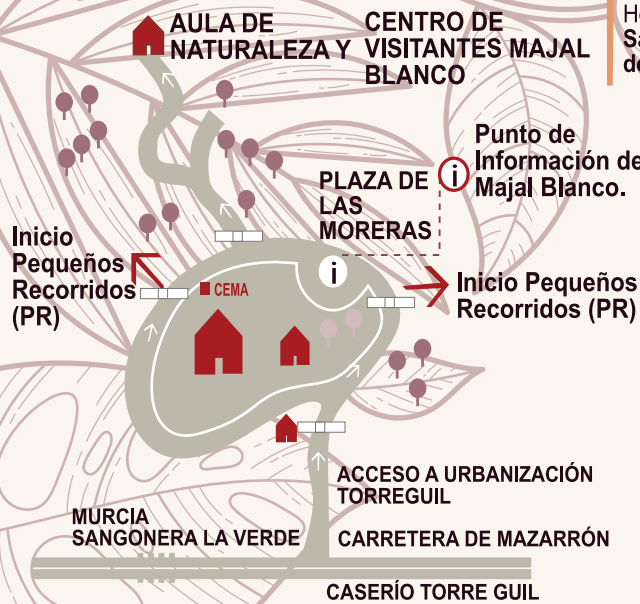 AULA DE
NATURALEZA Y
CENTRO DE
VISITANTES MAJAL
BLANCO
Punto de
Información de
Majal Blanco.
i
PLAZA DE
LAS
MORERAS
Inicio
Pequeños
Recorridos
(PR)
CEMA
i
Inicio Pequeños
Recorridos (PR)
ACCESO A URBANIZACIÓN
TORREGUIL
MURCIA
SANGONERA LA VERDE
CARRETERA DE MAZARRÓN
CASERÍO TORRE GUIL